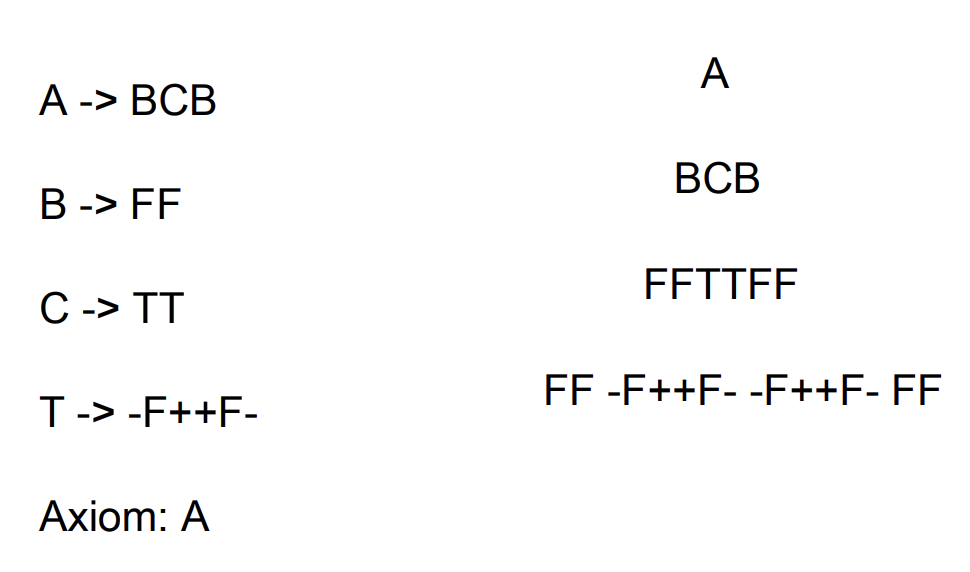 A -> BCB
B -> FF
C -> TT
T -> -F++F-
Axiom: A
A
BCB
FFTTFF
FF -F++F- -F++F- FF